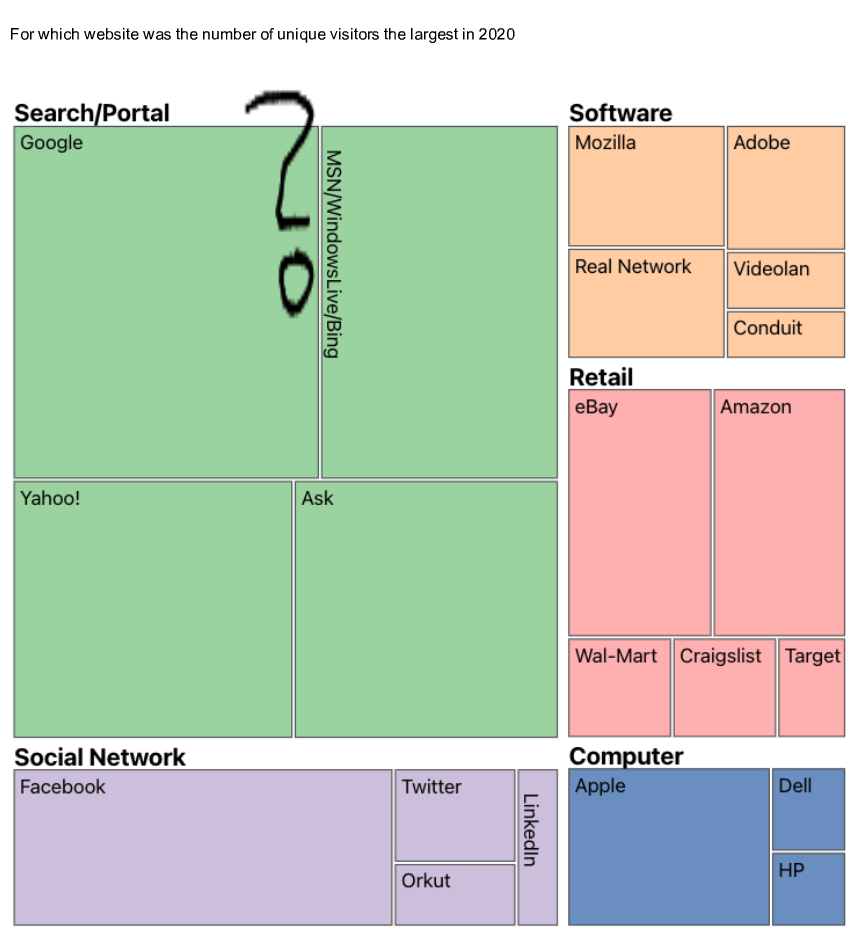 For which website was the number of unique visitors the largest in 2020
?
Search/Portal
Google
MSN/WindowsLive/Bing
Yahoo!
Ask
Social Network
Facebook
Twitter
Orkut
LinkedIn
Software
Mozilla
Adobe
Real Network
Videolan
Conduit
Retail
eBay
Amazon
Wal-Mart
Craigslist
Target
Computer
Apple
Dell
HP